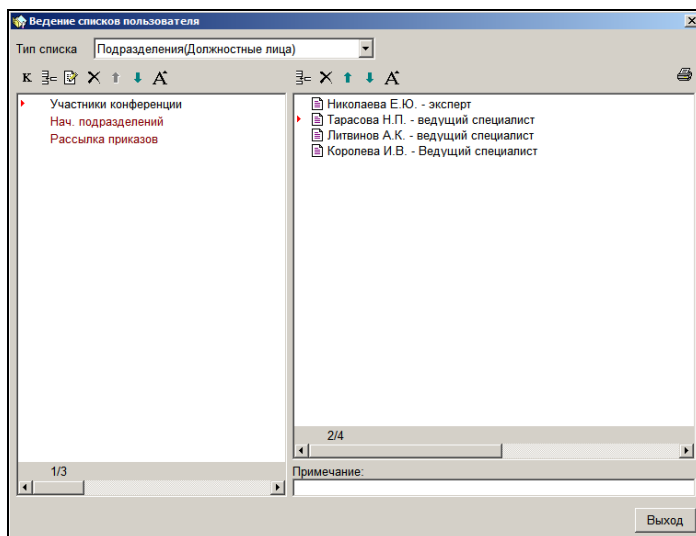 Ведение списков пользователя
Тип списка Подразделения(Должностные лица)
К А
А
Участники конференции
Нач. подразделений
Рассылка приказов
1/3
Николаева Е.Ю. - эксперт
Тарасова Н.П. - ведущий специалист
Литвинов А.К. - ведущий специалист
Королева И.В. - Ведущий специалист
2/4
Примечание:
Выход